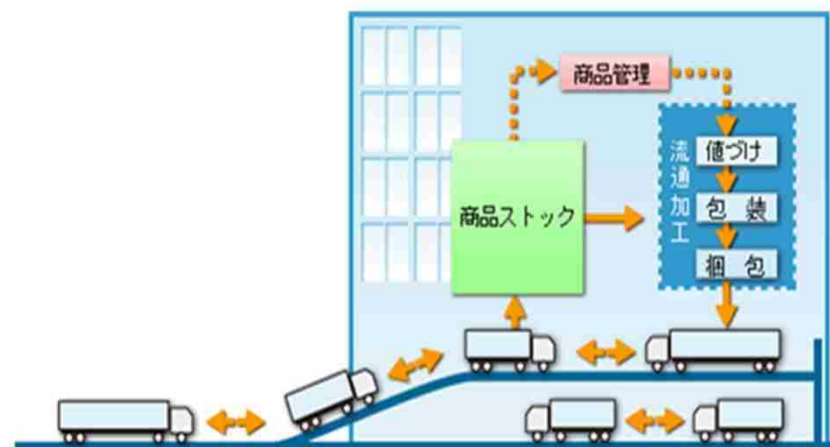 商品管理
商品ストック
流通加工
値づけ
包 装
梱 包